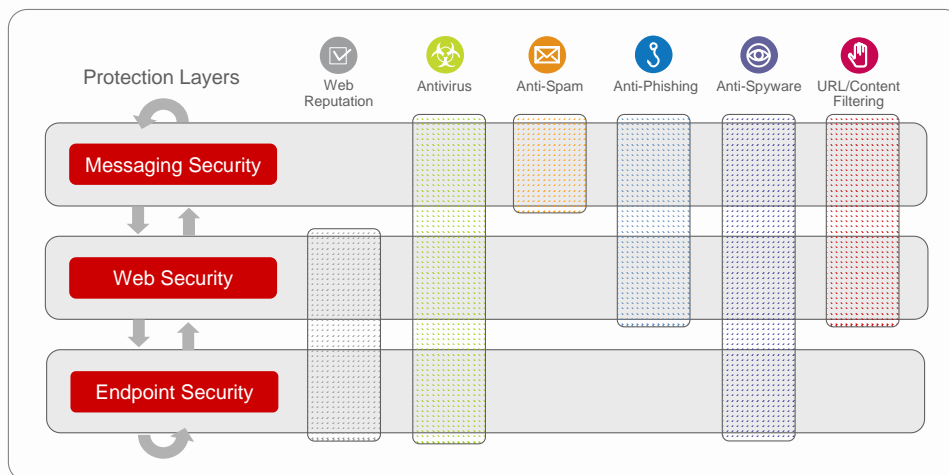 Protection Layers
Web
Reputation
Antivirus
Anti-Spam
Anti-Phishing
Anti-Spyware
URL/Content
Filtering
Messaging Security
Web Security
Endpoint Security